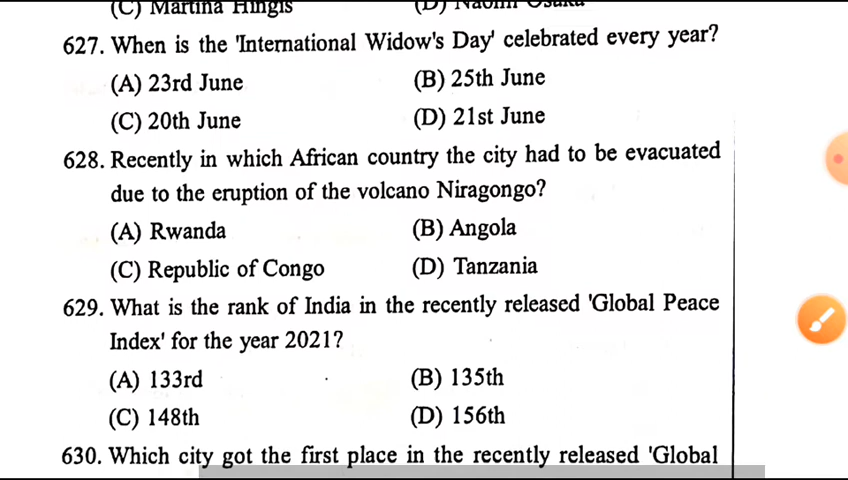 (C) Martina Hingis (D) Naomi Osaka
627. When is the 'International Widow's Day' celebrated every year?
(A) 23rd June (B) 25th June
(C) 20th June (D) 21st June
628. Recently in which African country the city had to be evacuated
due to the eruption of the volcano Niragongo?
(A) Rwanda (B) Angola
(C) Republic of Congo (D) Tanzania
629. What is the rank of India in the recently released 'Global Peace
Index' for the year 2021?
(A) 133rd (B) 135th
(C) 148th (D) 156th
630. Which city got the first place in the recently released 'Global